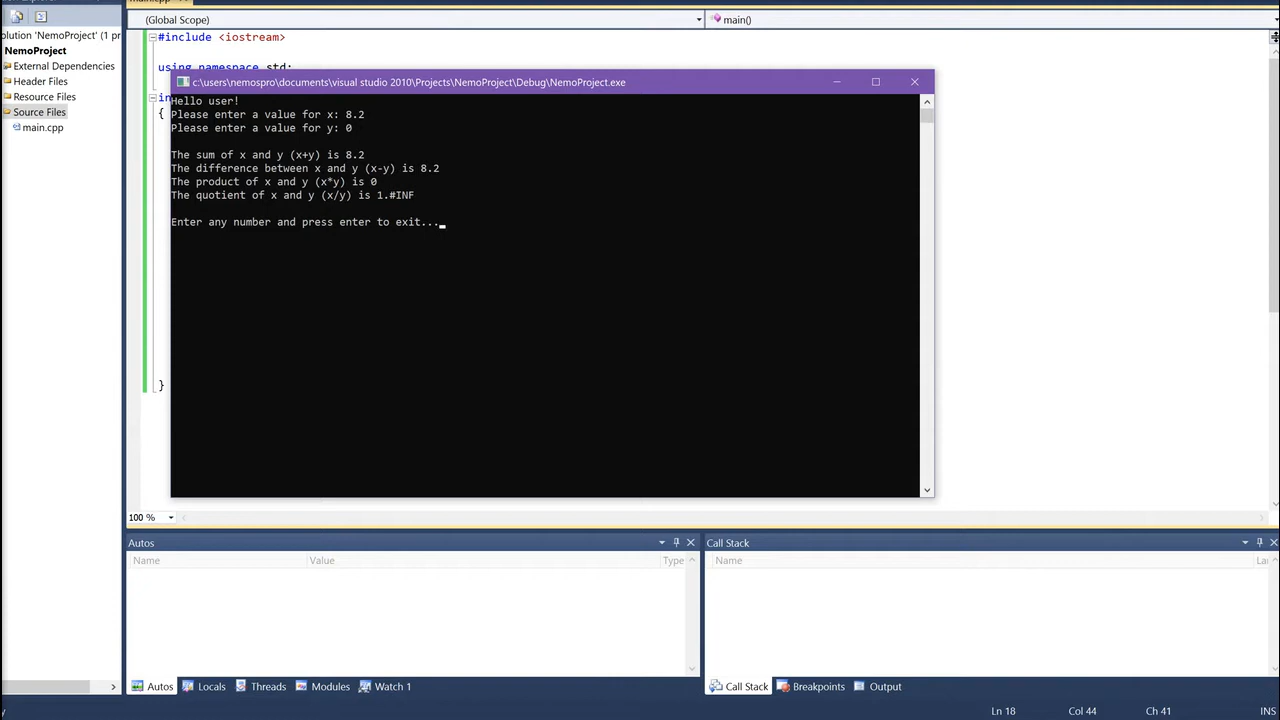 main.cpp
(Global Scope)
main()
olution 'NemoProject' (1 pr
NemoProject
External Dependencies
Header Files
Resource Files
Source Files
main.cpp
#include <iostream>
using namespace std;
in
{
}
c:\users\nemospro\documents\visual studio 2010\Projects\NemoProject\Debug\NemoProject.exe
Hello user!
Please enter a value for x: 8.2
Please enter a value for y: 0
The sum of x and y (x+y) is 8.2
The difference between x and y (x-y) is 8.2
The product of x and y (x*y) is 0
The quotient of x and y (x/y) is 1.#INF
Enter any number and press enter to exit...
100 %
Autos
Name Value Type
Call Stack
Name La
Autos Locals Threads Modules Watch 1
Call Stack Breakpoints Output
Ln 18 Col 44 Ch 41 INS